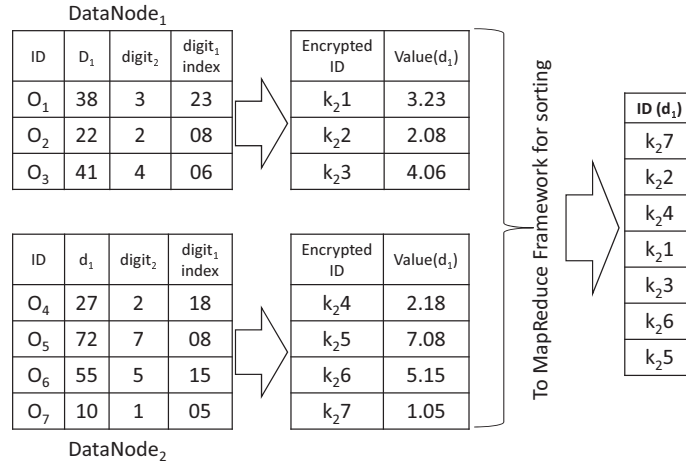 DataNode₁
ID D₁ digit₂ digit₁ index
O₁ 38 3 23
O₂ 22 2 08
O₃ 41 4 06
Encrypted ID Value(d₁)
k₂1 3.23
k₂2 2.08
k₂3 4.06
ID d₁ digit₂ digit₁ index
O₄ 27 2 18
O₅ 72 7 08
O₆ 55 5 15
O₇ 10 1 05
DataNode₂
Encrypted ID Value(d₁)
k₂4 2.18
k₂5 7.08
k₂6 5.15
k₂7 1.05
To MapReduce Framework for sorting
ID (d₁)
k₂7
k₂2
k₂4
k₂1
k₂3
k₂6
k₂5